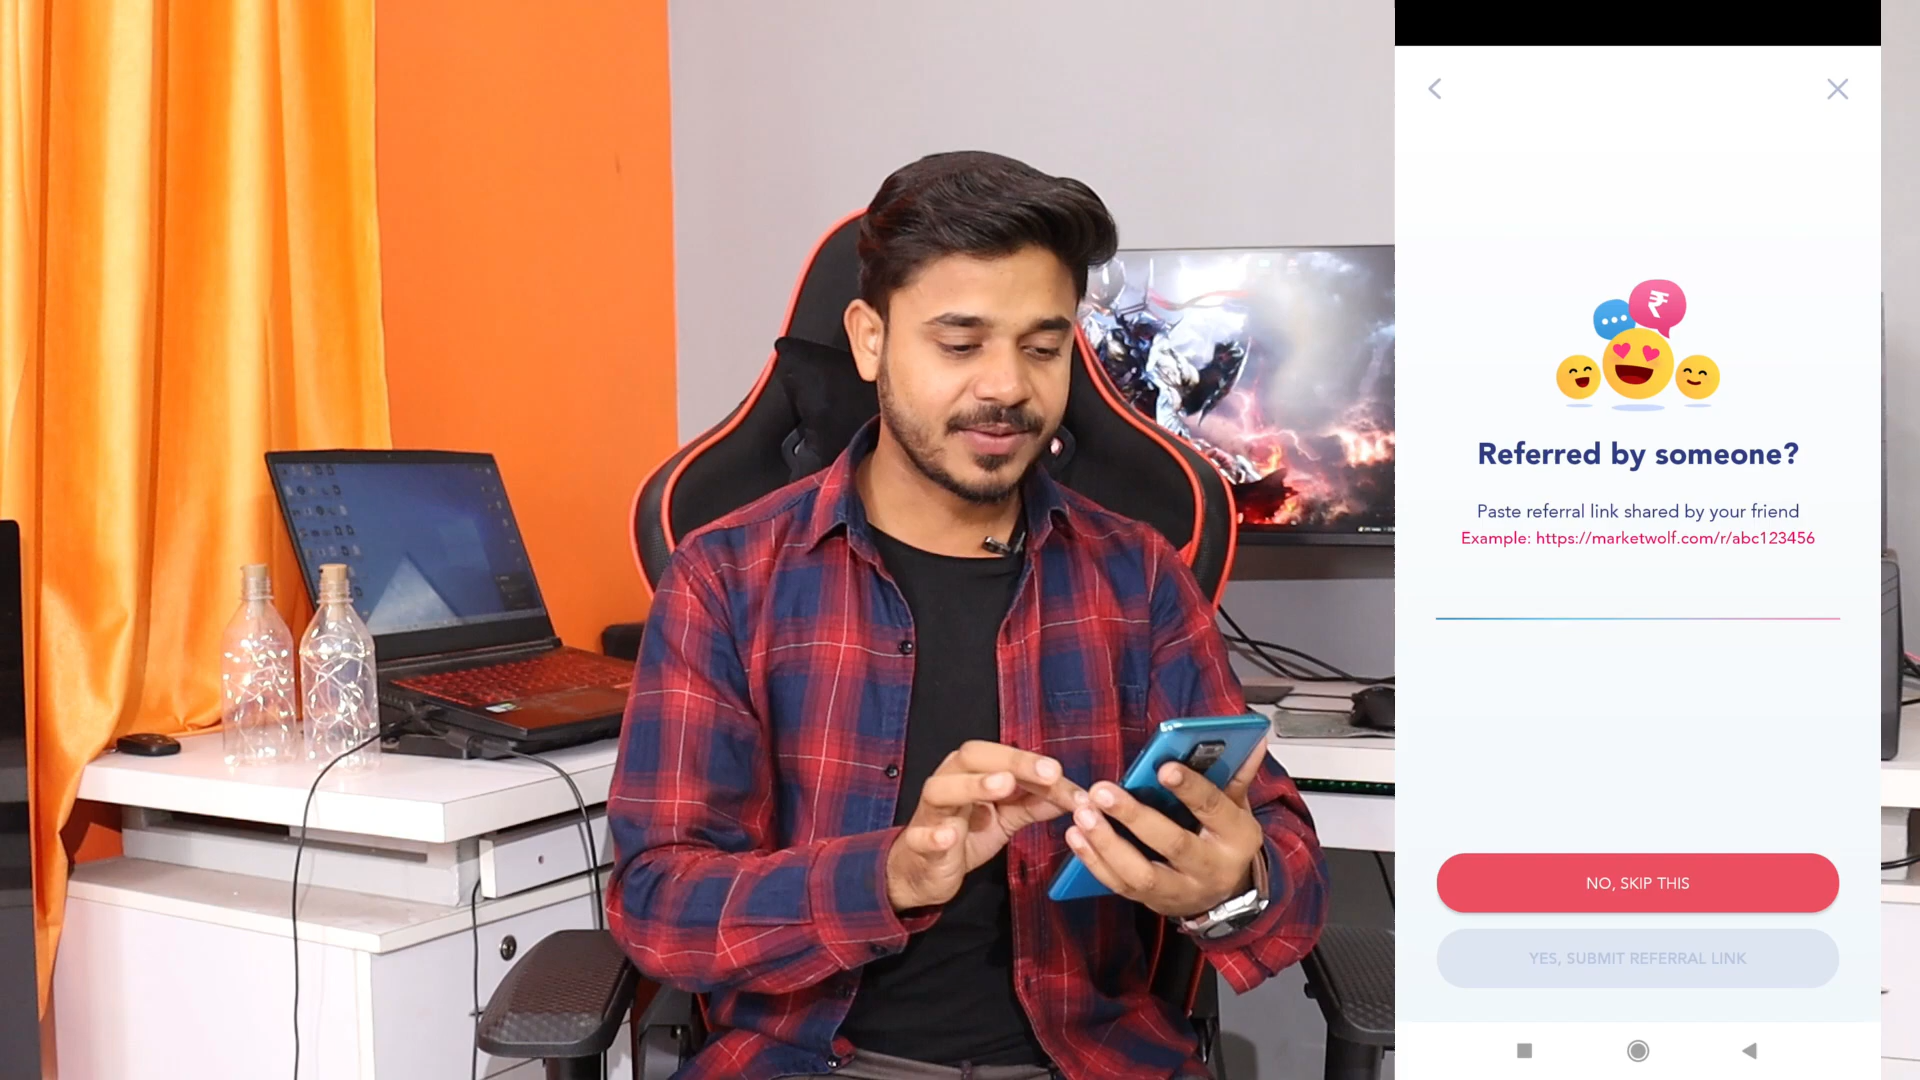 ₹
Referred by someone?
Paste referral link shared by your friend
Example: https://marketwolf.com/r/abc123456
NO, SKIP THIS
YES, SUBMIT REFERRAL LINK